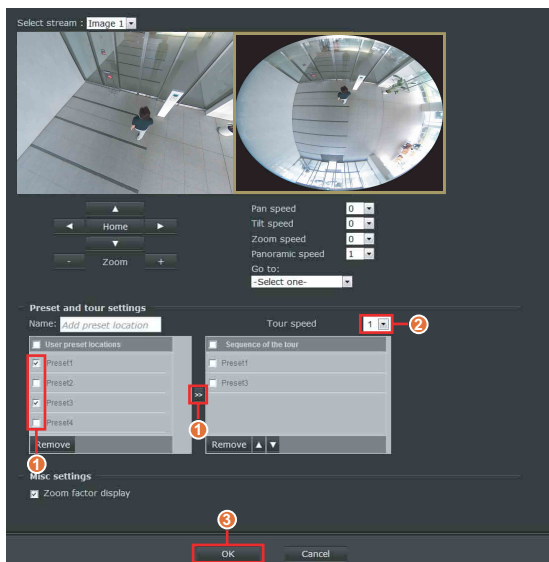 Select stream : Image 1
Home
- Zoom +
Pan speed 0
Tilt speed 0
Zoom speed 0
Panoramic speed 1
Go to:
-Select one-
Preset and tour settings
Name: Add preset location
Tour speed 1 2
User preset locations
Preset1
Preset2
Preset3
Preset4
Remove
1
>>
1
Sequence of the tour
Preset1
Preset3
Remove
Misc settings
Zoom factor display
3
OK Cancel